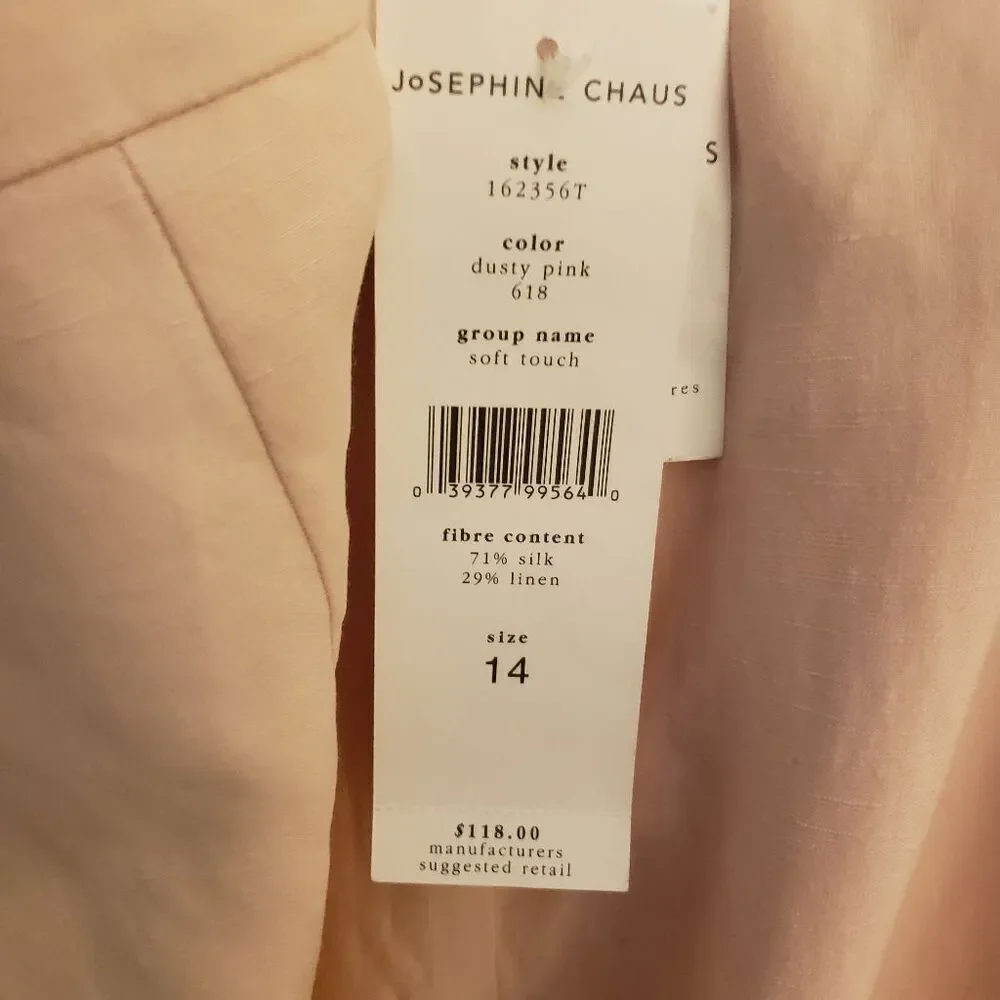 JoSEPHIN. CHAUS
style
162356T
color
dusty pink
618
group name
soft touch
0 39377 99564 0
fibre content
71% silk
29% linen
size
14
$118.00
manufacturers
suggested retail
S
res